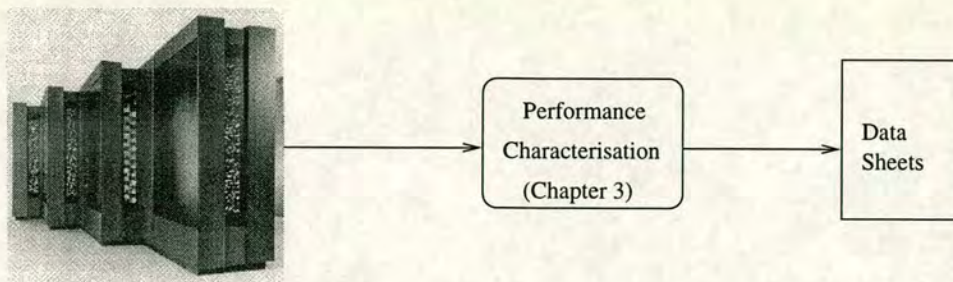 Performance
Characterisation
(Chapter 3)
Data
Sheets